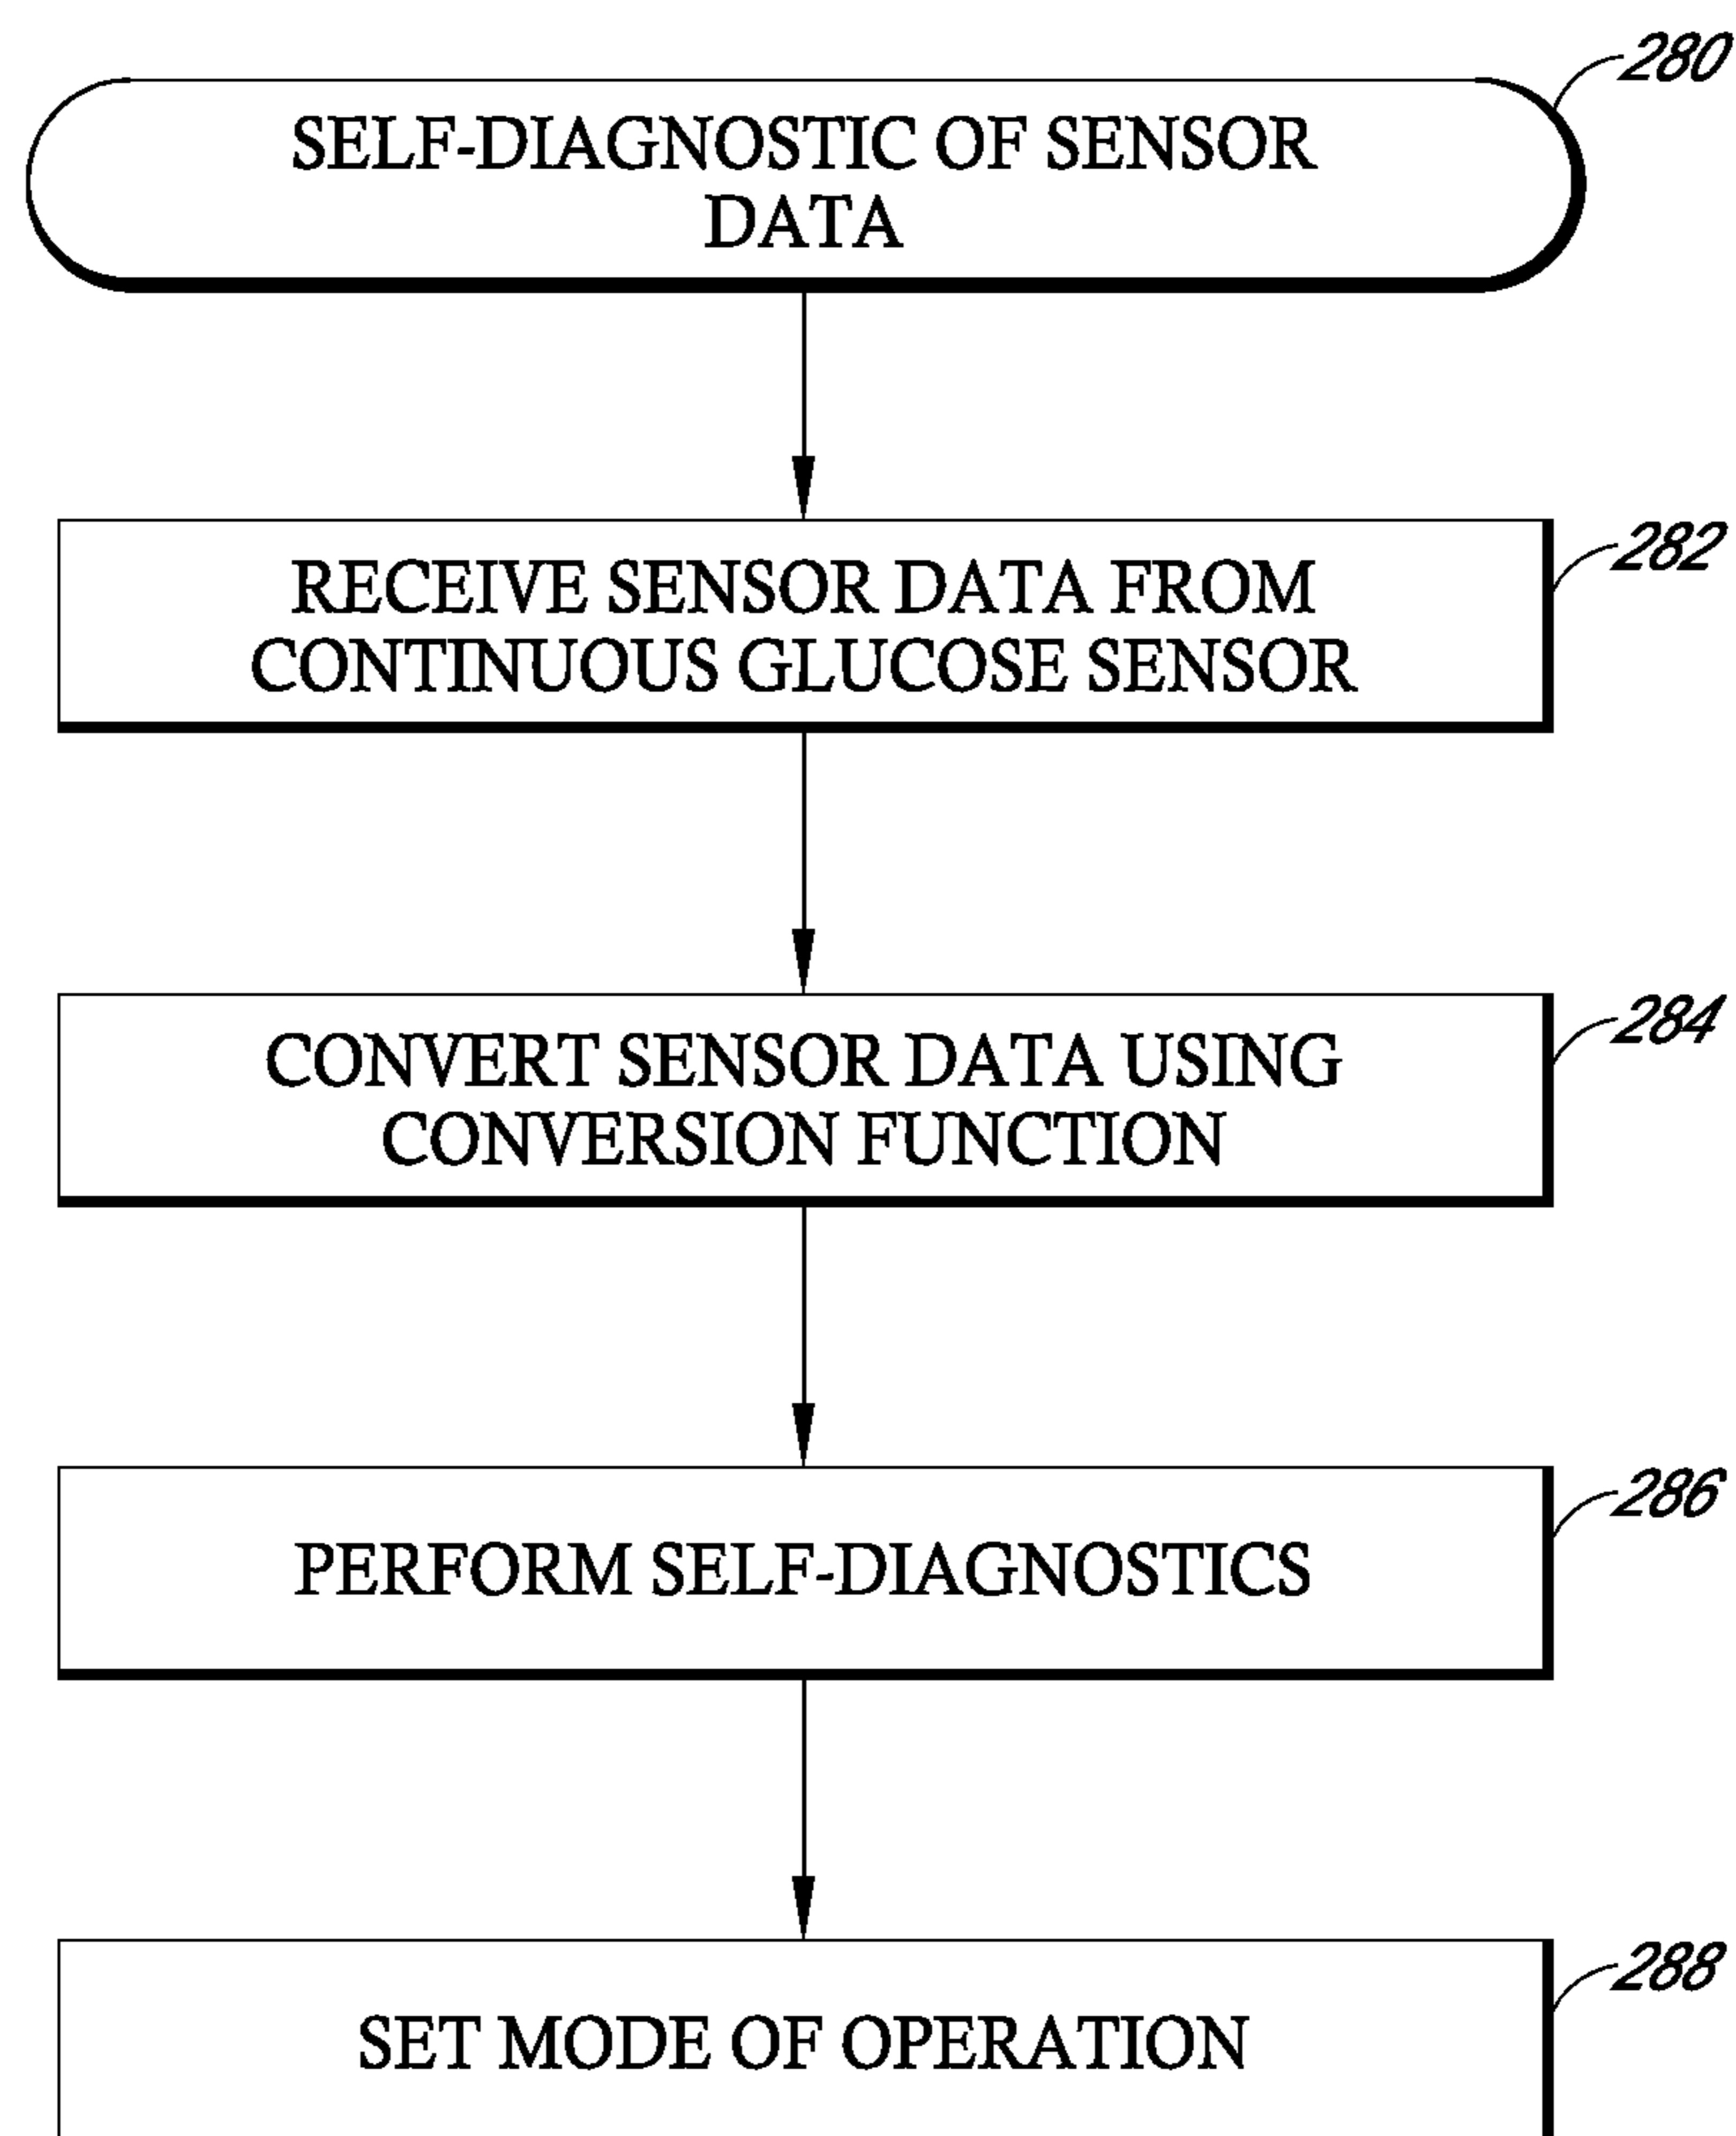 280
SELF-DIAGNOSTIC OF SENSOR
DATA
282
RECEIVE SENSOR DATA FROM
CONTINUOUS GLUCOSE SENSOR
284
CONVERT SENSOR DATA USING
CONVERSION FUNCTION
286
PERFORM SELF-DIAGNOSTICS
288
SET MODE OF OPERATION